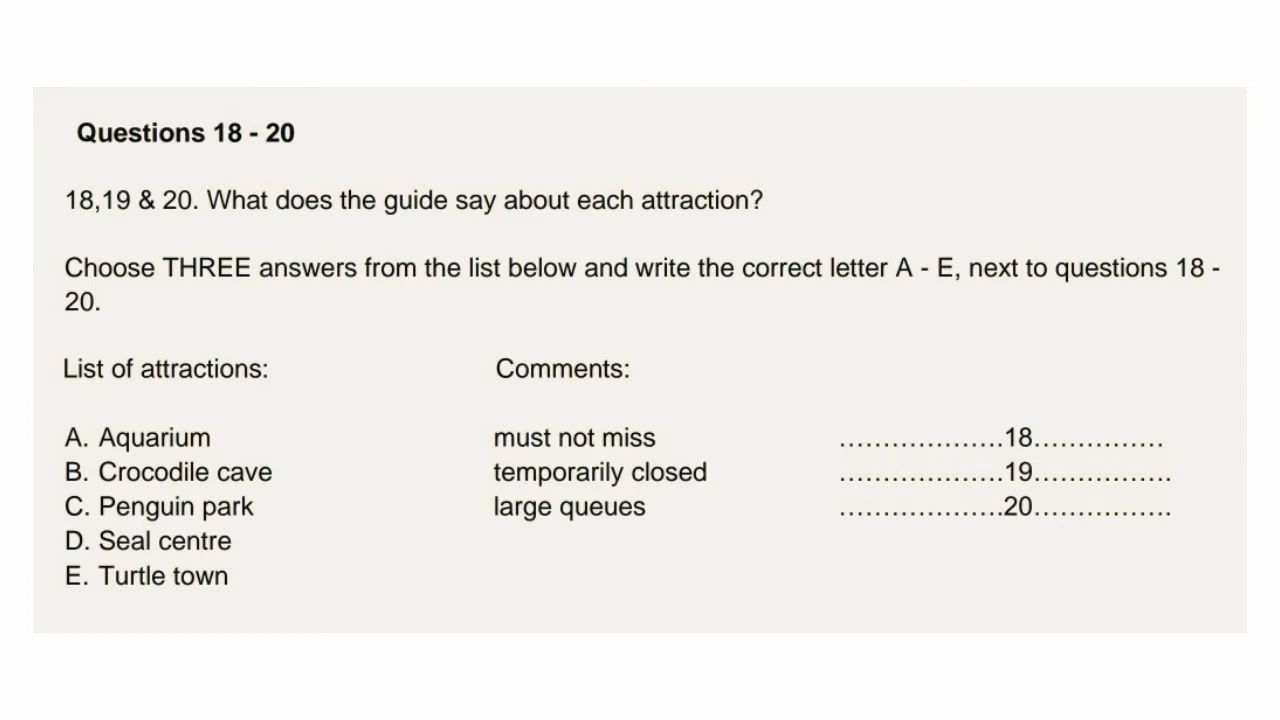 Questions 18 - 20
18,19 & 20. What does the guide say about each attraction?
Choose THREE answers from the list below and write the correct letter A - E, next to questions 18 -
20.
List of attractions: Comments:
A. Aquarium must not miss ...................18...............
B. Crocodile cave temporarily closed ...................19................
C. Penguin park large queues ...................20................
D. Seal centre
E. Turtle town